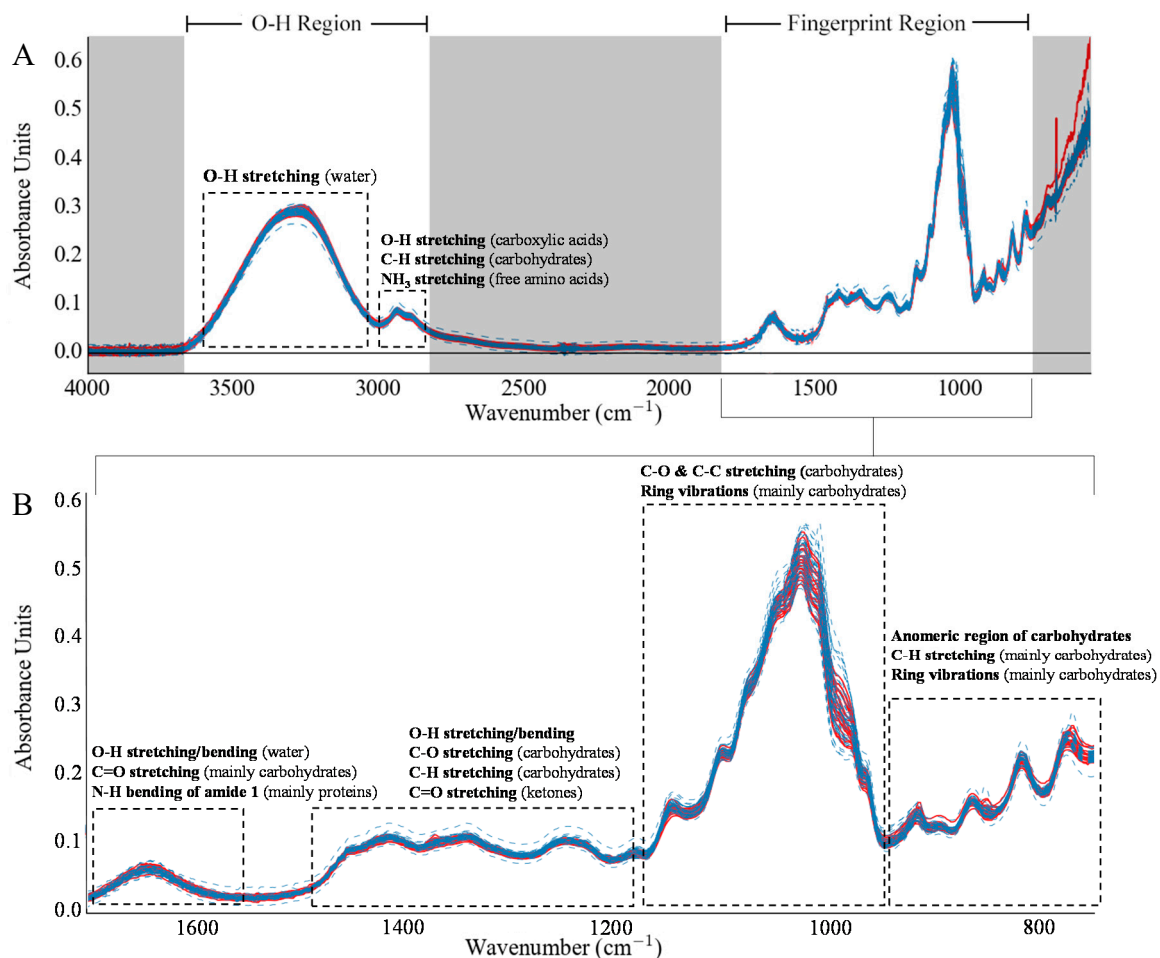 O-H Region
Fingerprint Region
A
0.6
0.5
0.4
0.3
0.2
0.1
0.0
Absorbance Units
O-H stretching (water)
O-H stretching (carboxylic acids)
C-H stretching (carbohydrates)
NH3 stretching (free amino acids)
4000 3500 3000 2500 2000 1500 1000
Wavenumber (cm−1)
B
0.6
0.5
0.4
0.3
0.2
0.1
0.0
Absorbance Units
C-O & C-C stretching (carbohydrates)
Ring vibrations (mainly carbohydrates)
Anomeric region of carbohydrates
C-H stretching (mainly carbohydrates)
Ring vibrations (mainly carbohydrates)
O-H stretching/bending
C-O stretching (carbohydrates)
C-H stretching (carbohydrates)
C=O stretching (ketones)
O-H stretching/bending (water)
C=O stretching (mainly carbohydrates)
N-H bending of amide 1 (mainly proteins)
1600 1400 1200 1000 800
Wavenumber (cm−1)